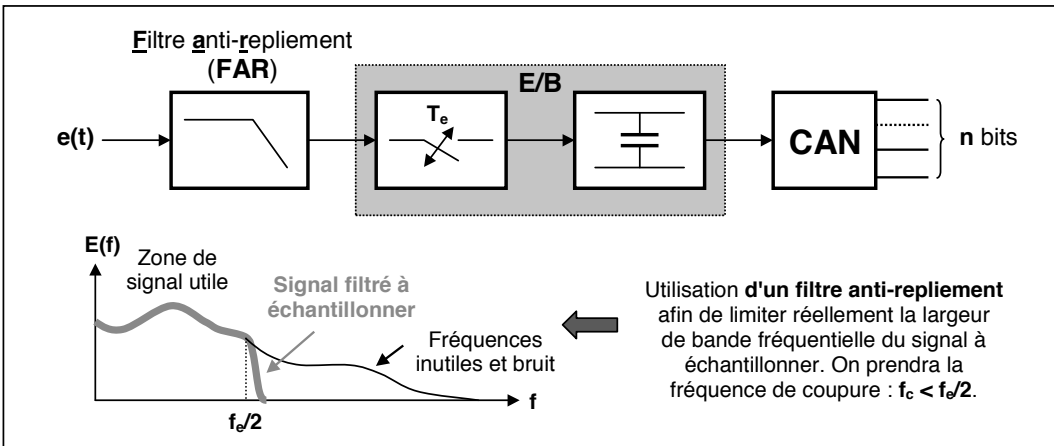 Filtre anti-repliement
(FAR)
E/B
e(t)
Te
CAN
n bits
E(f)
Zone de
signal utile
Signal filtré à
échantillonner
Fréquences
inutiles et bruit
f
fe/2
Utilisation d'un filtre anti-repliement
afin de limiter réellement la largeur
de bande fréquentielle du signal à
échantillonner. On prendra la
fréquence de coupure : fc < fe/2.